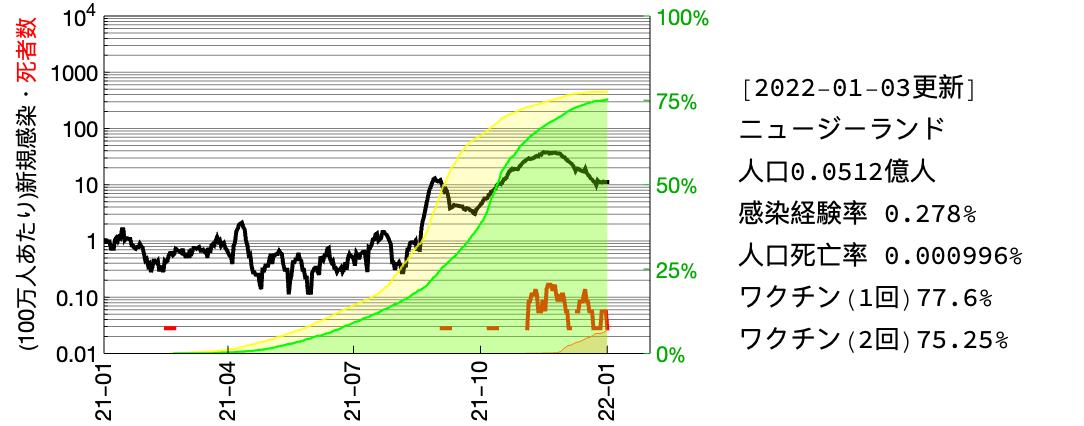 (100万人あたり)新規感染・死者数
10^4
1000
100
10
1
0.10
0.01
100%
75%
50%
25%
0%
21-01
21-04
21-07
21-10
22-01
[2022-01-03更新]
ニュージーランド
人口0.0512億人
感染経験率 0.278%
人口死亡率 0.000996%
ワクチン(1回)77.6%
ワクチン(2回)75.25%